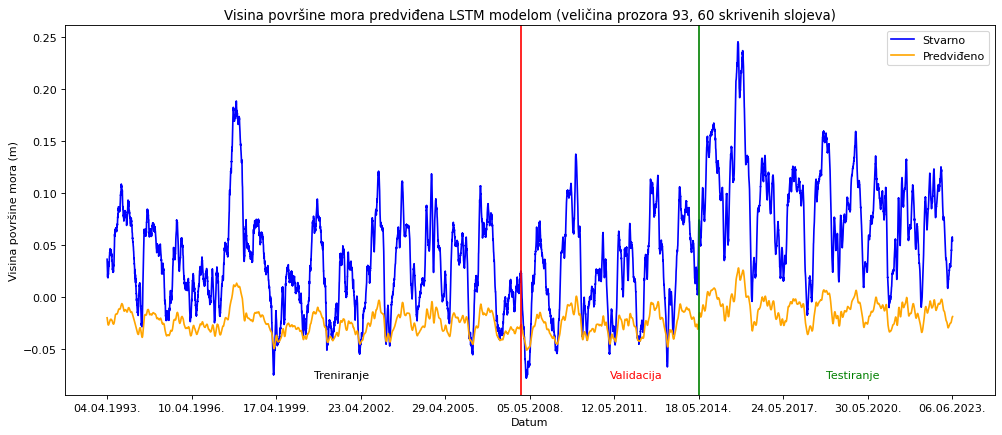 Visina površine mora predviđena LSTM modelom (veličina prozora 93, 60 skrivenih slojeva)
0.25
0.20
0.15
0.10
0.05
0.00
−0.05
Visina površine mora (m)
Stvarno
Predviđeno
Treniranje
Validacija
Testiranje
04.04.1993.
10.04.1996.
17.04.1999.
23.04.2002.
29.04.2005.
05.05.2008.
12.05.2011.
18.05.2014.
24.05.2017.
30.05.2020.
06.06.2023.
Datum